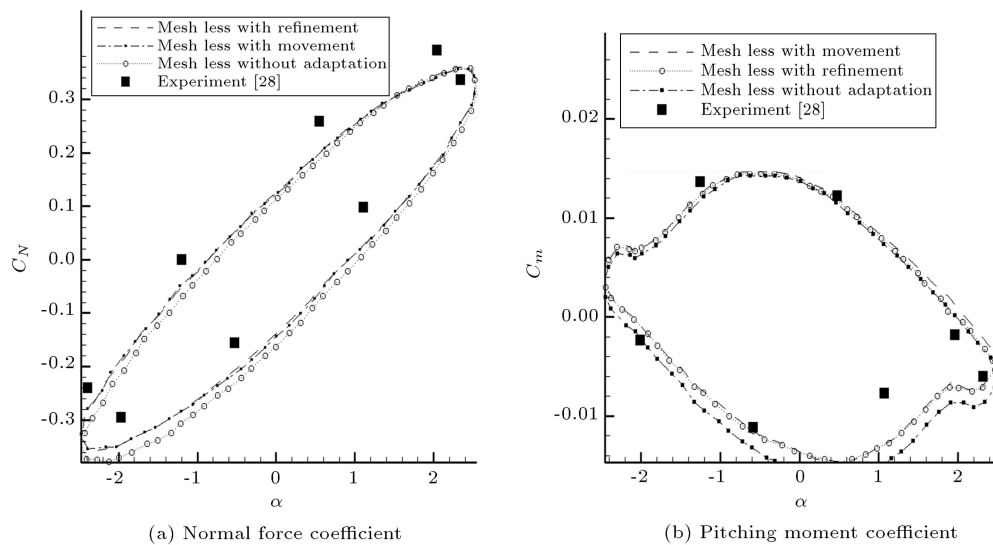 Mesh less with refinement
Mesh less with movement
Mesh less without adaptation
Experiment [28]
0.3
0.2
0.1
0.0
-0.1
-0.2
-0.3
C_N
-2
-1
0
1
2
α
(a) Normal force coefficient
Mesh less with movement
Mesh less with refinement
Mesh less without adaptation
Experiment [28]
0.02
0.01
0.00
-0.01
C_m
-2
-1
0
1
2
α
(b) Pitching moment coefficient